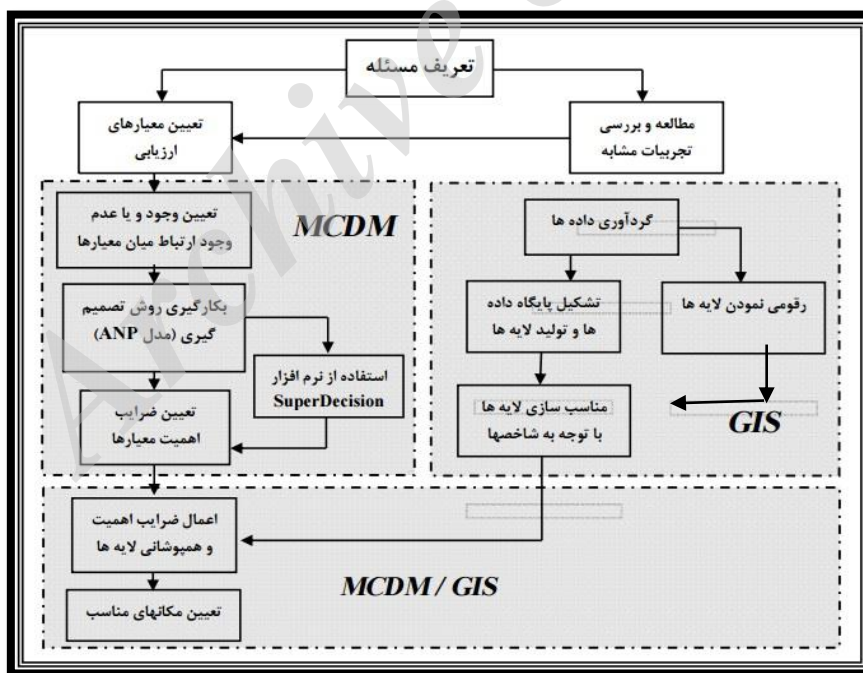 تعریف مسئله
تعیین معیارهای
ارزیابی
مطالعه و بررسی
تجربیات مشابه
MCDM
تعیین وجود و یا عدم
وجود ارتباط میان معیارها
بکارگیری روش تصمیم
گیری (مدل ANP)
استفاده از نرم افزار
SuperDecision
تعیین ضرایب
اهمیت معیارها
گردآوری داده ها
تشکیل پایگاه داده
ها و تولید لایه ها
رقومی نمودن لایه ها
مناسب سازی لایه ها
با توجه به شاخصها
GIS
اعمال ضرایب اهمیت
و همپوشانی لایه ها
MCDM / GIS
تعیین مکانهای مناسب
Archive